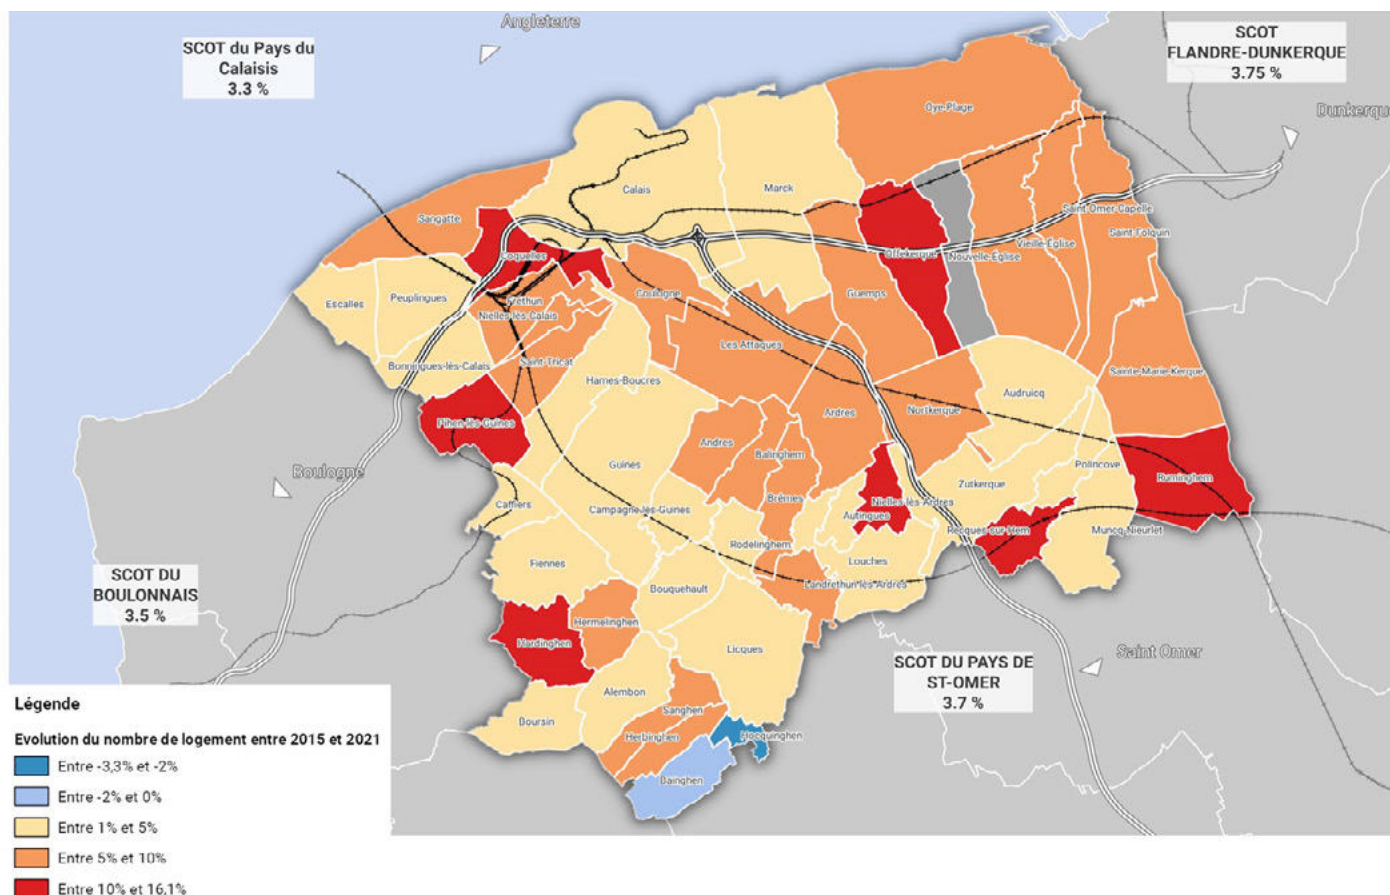 Angleterre
SCOT du Pays du
Calaisis
3.3 %
SCOT
FLANDRE-DUNKERQUE
3.75 %
Dunkerque
Oye-Plage
Calais
Marck
Sangatte
Saint-Omer-Capelle
Saint-Folquin
Vieille-Église
Coquelles
Offekerque
Nouvelle-Église
Escalles
Peuplingues
Fréthun
Nielles-lès-Calais
Coulogne
Guemps
Les Attaques
Saint-Tricat
Bonningues-lès-Calais
Sainte-Marie-Kerque
Hames-Boucres
Audruicq
Ardres
Nortkerque
Pihen-lès-Guînes
Andres
Balinghem
Boulogne
Guînes
Polincove
Ruminghem
Zutkerque
Brêmes
Caffiers
Campagne-lès-Guines
Nielles-lès-Ardres
Autingues
Recques-sur-Hem
Muncq-Nieurlet
Rodelinghem
Louches
Fiennes
Landrethun-lès-Ardres
Bouquehault
SCOT DU
BOULONNAIS
3.5 %
Hermelinghen
Hardinghen
Licques
Saint Omer
SCOT DU PAYS DE
ST-OMER
3.7 %
Alembon
Sanghen
Boursin
Herbinghen
Hocquinghen
Bainghen
Légende
Evolution du nombre de logement entre 2015 et 2021
Entre -3,3% et -2%
Entre -2% et 0%
Entre 1% et 5%
Entre 5% et 10%
Entre 10% et 16,1%